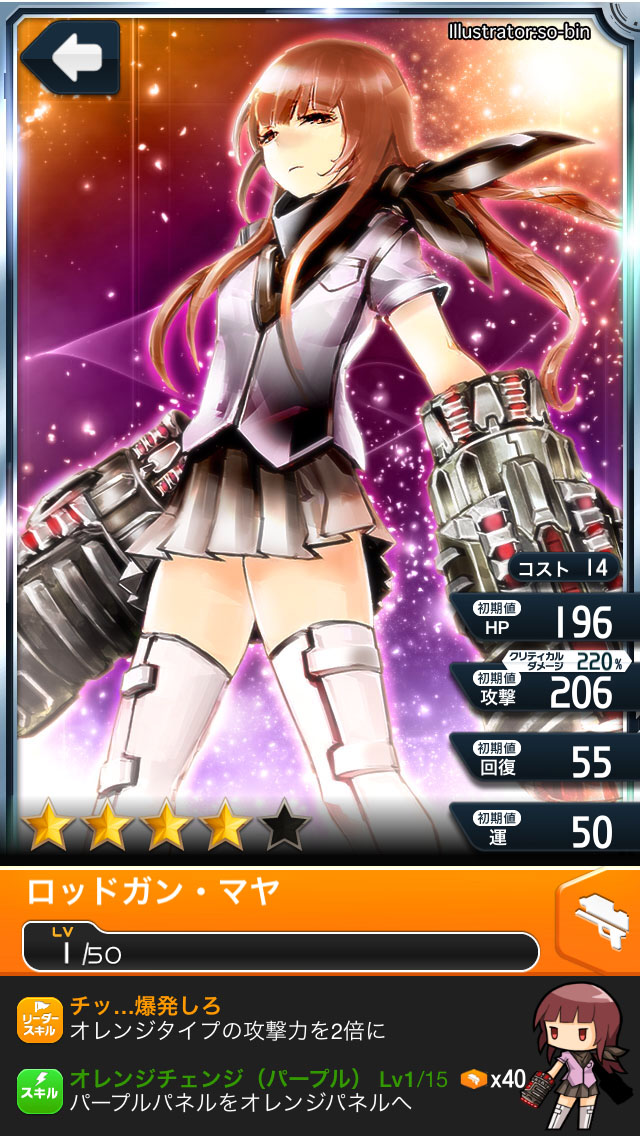 Illustrator:so-bin
コスト 14
初期値
HP 196
クリティカル
ダメージ 220%
初期値
攻撃 206
初期値
回復 55
初期値
運 50
ロッドガン・マヤ
LV
1 /50
リーダー
スキル
チッ…爆発しろ
オレンジタイプの攻撃力を2倍に
スキル
オレンジチェンジ（パープル） Lv1/15 x40
パープルパネルをオレンジパネルへ